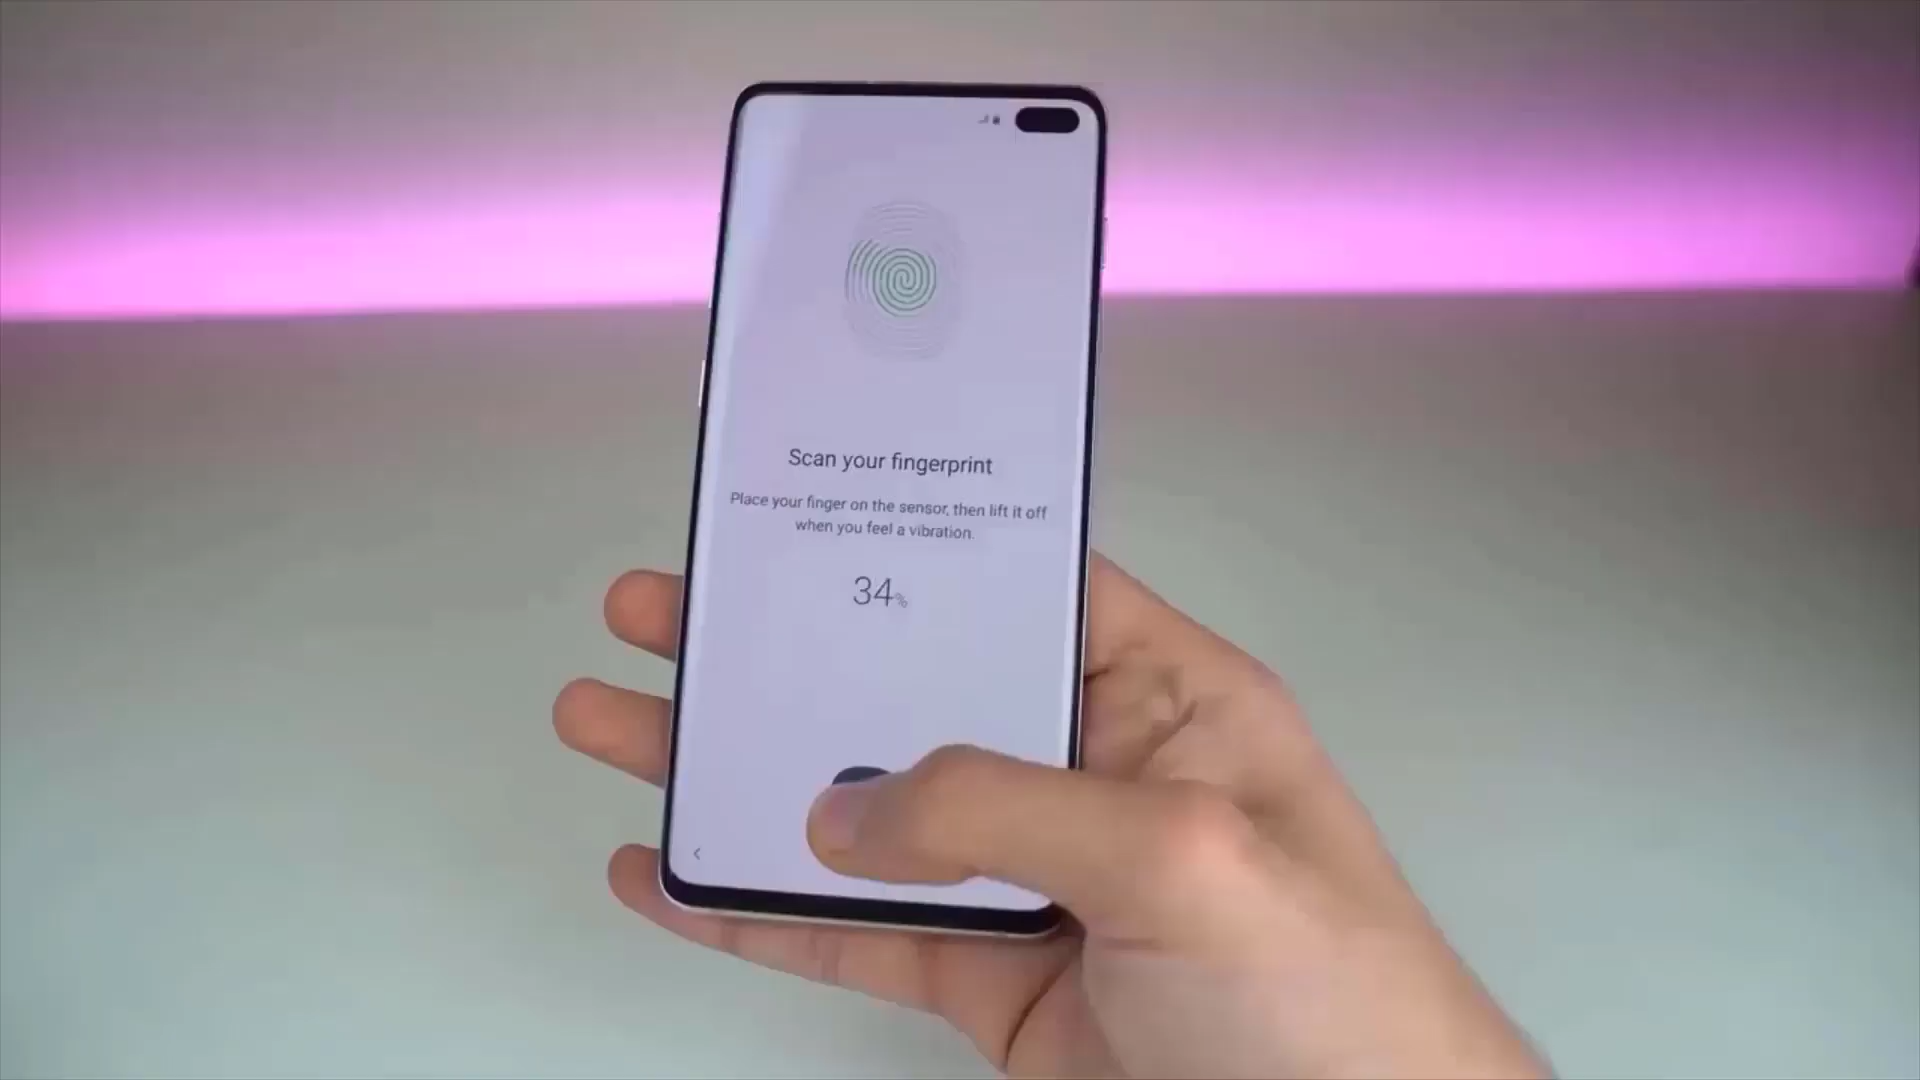 Scan your fingerprint
Place your finger on the sensor, then lift it off
when you feel a vibration.
34%